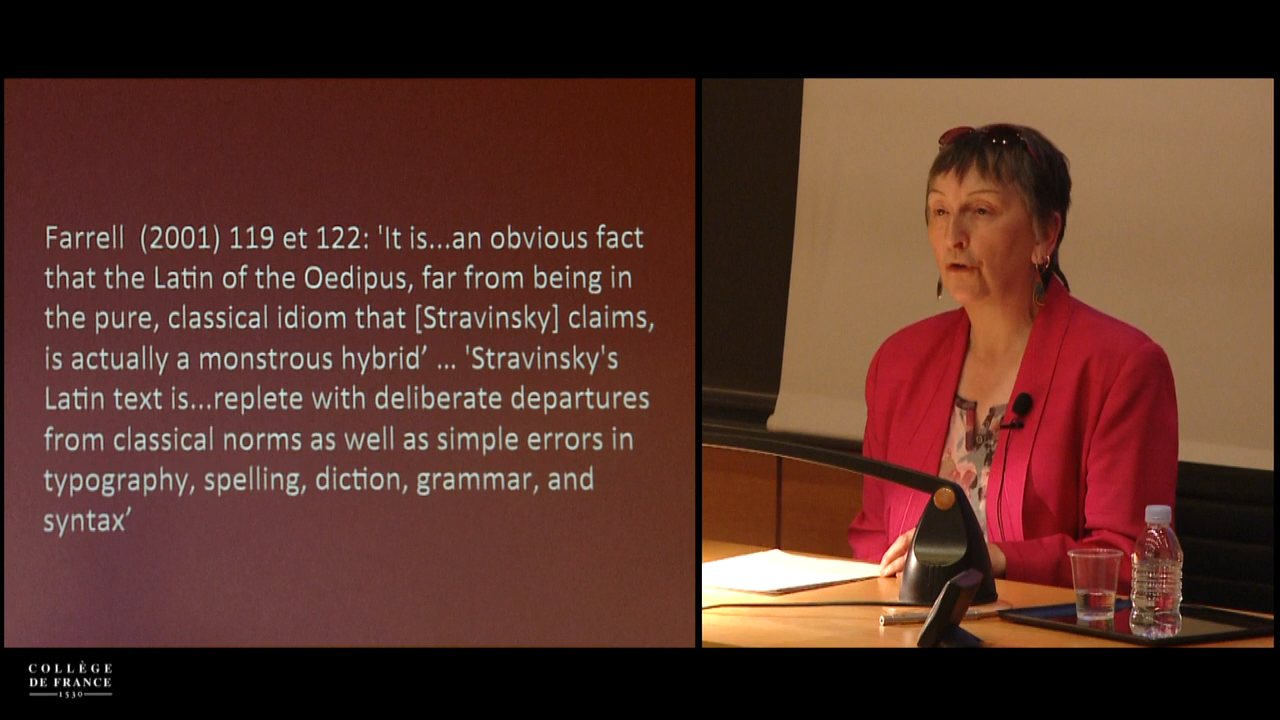 Farrell (2001) 119 et 122: 'It is...an obvious fact
that the Latin of the Oedipus, far from being in
the pure, classical idiom that [Stravinsky] claims,
is actually a monstrous hybrid’ ... 'Stravinsky's
Latin text is...replete with deliberate departures
from classical norms as well as simple errors in
typography, spelling, diction, grammar, and
syntax’
COLLÈGE
DE FRANCE
1530